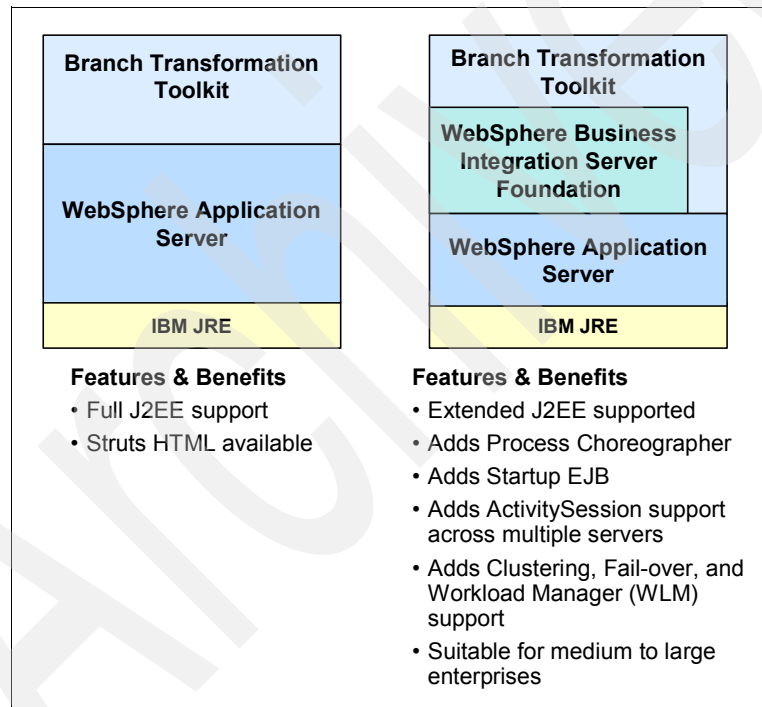 Branch Transformation
Toolkit
WebSphere Application
Server
IBM JRE
Features & Benefits
• Full J2EE support
• Struts HTML available
Branch Transformation
Toolkit
WebSphere Business
Integration Server
Foundation
WebSphere Application
Server
IBM JRE
Features & Benefits
• Extended J2EE supported
• Adds Process Choreographer
• Adds Startup EJB
• Adds ActivitySession support
across multiple servers
• Adds Clustering, Fail-over, and
Workload Manager (WLM)
support
• Suitable for medium to large
enterprises